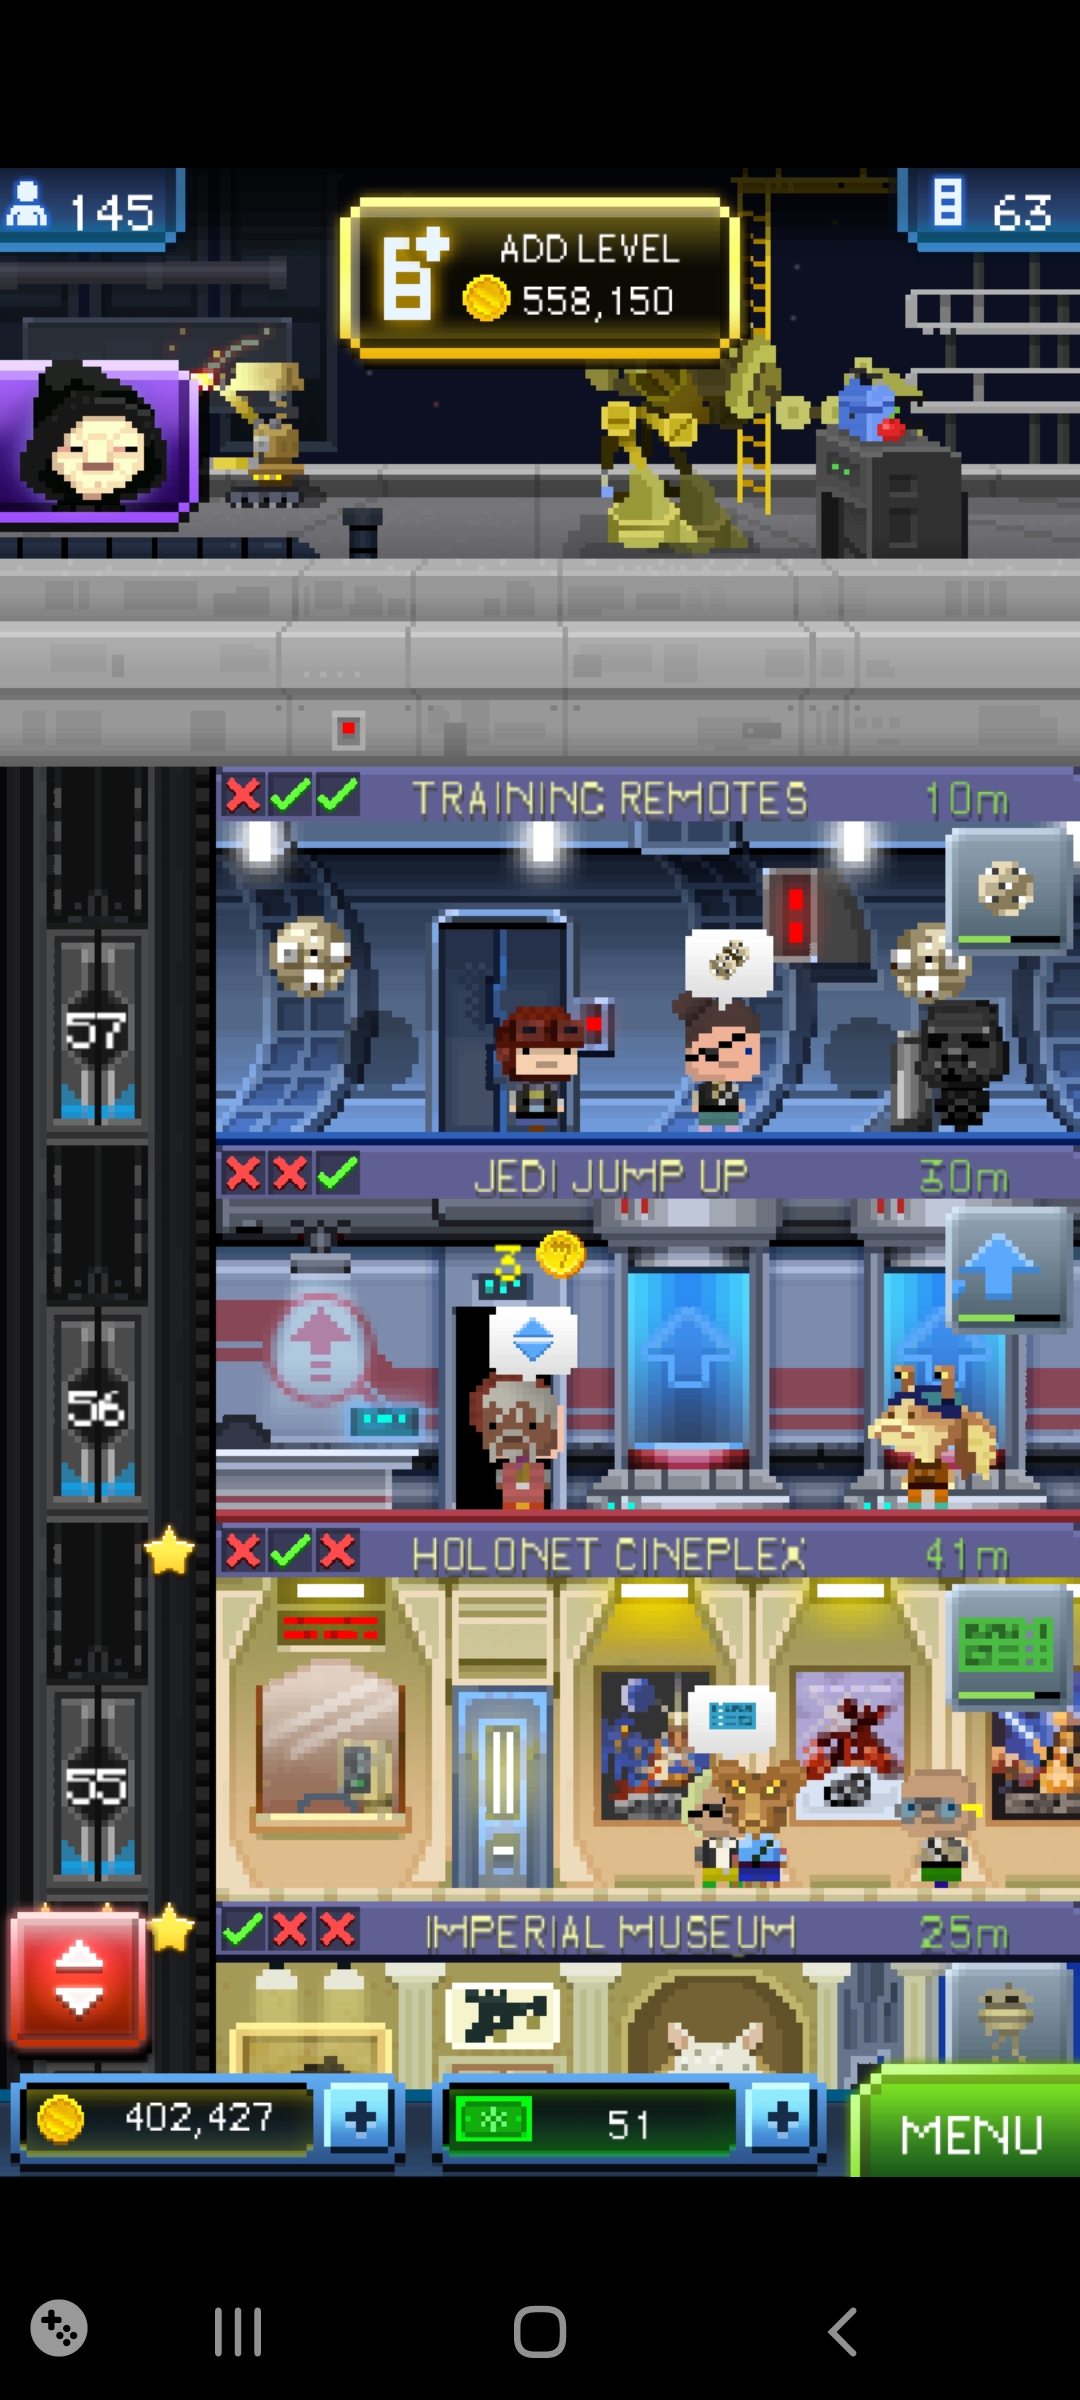 145
63
ADD LEVEL
558,150
TRAINING REMOTES 10m
57
JEDI JUMP UP 30m
3
56
HOLONET CINEPLEX 41m
55
IMPERIAL MUSEUM 25m
402,427
51
MENU